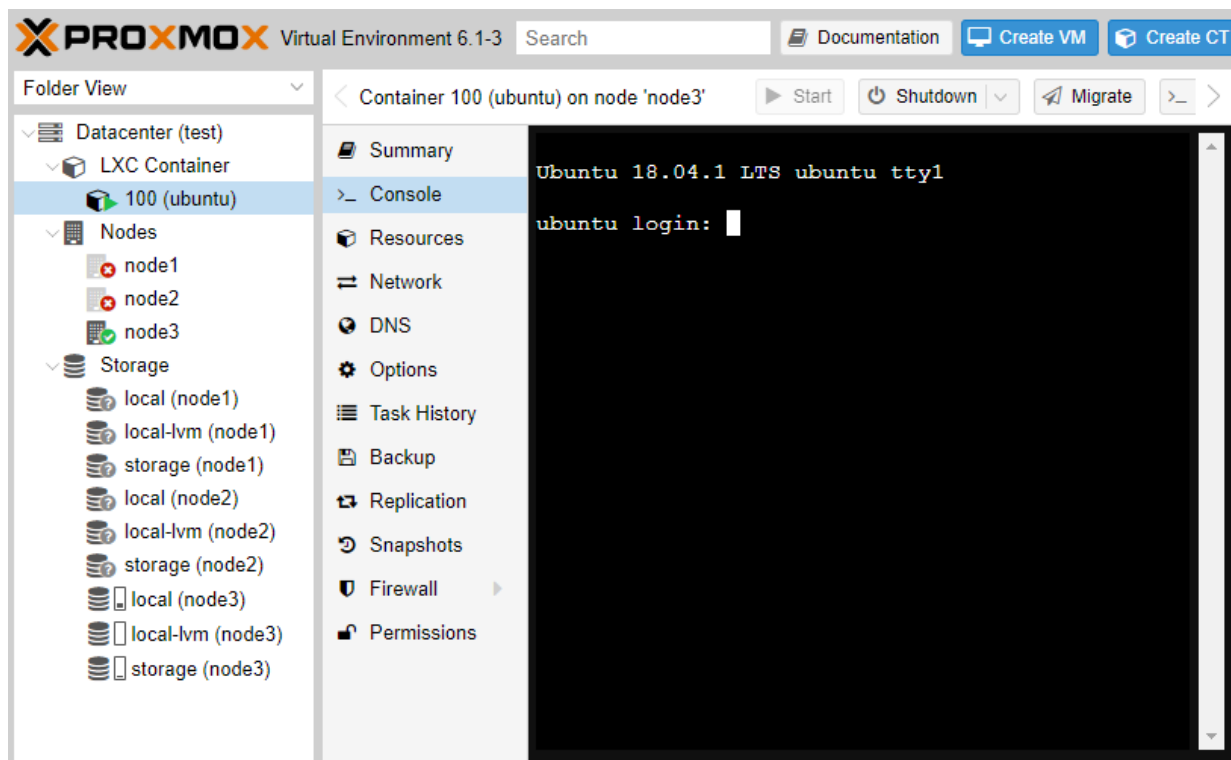 PROXMOX Virtual Environment 6.1-3 Search Documentation Create VM Create CT
Folder View
Datacenter (test)
LXC Container
100 (ubuntu)
Nodes
node1
node2
node3
Storage
local (node1)
local-lvm (node1)
storage (node1)
local (node2)
local-lvm (node2)
storage (node2)
local (node3)
local-lvm (node3)
storage (node3)
Container 100 (ubuntu) on node 'node3' Start Shutdown Migrate >_
Summary
>_ Console
Resources
Network
DNS
Options
Task History
Backup
Replication
Snapshots
Firewall
Permissions
Ubuntu 18.04.1 LTS ubuntu tty1
ubuntu login: